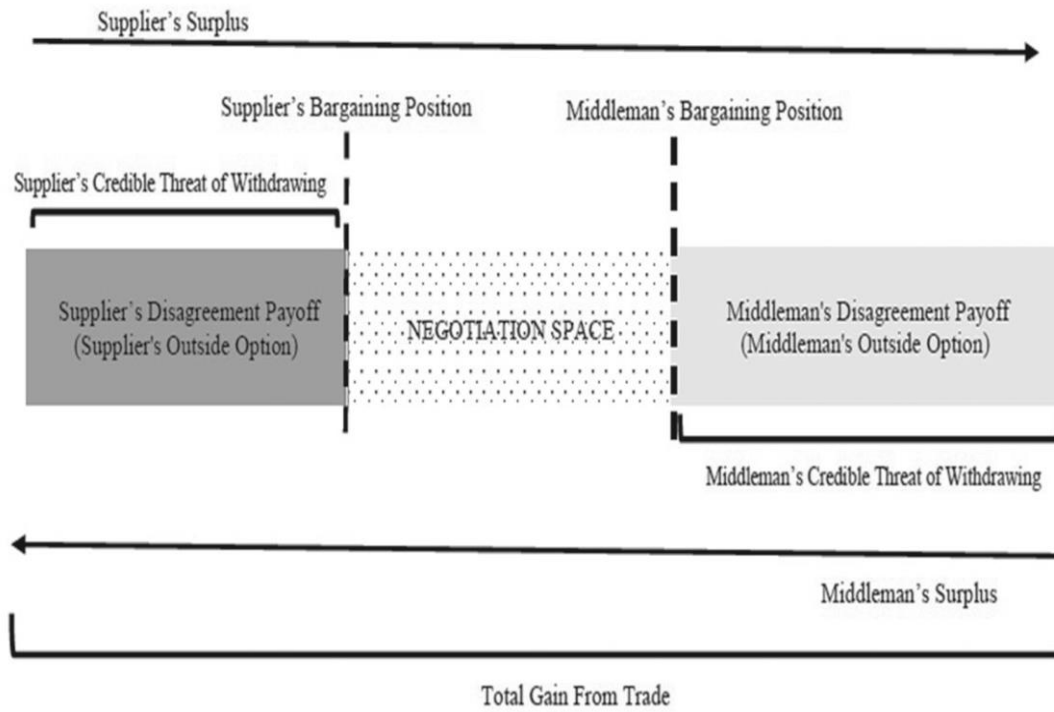 Supplier’s Surplus
Supplier’s Bargaining Position
Middleman’s Bargaining Position
Supplier’s Credible Threat of Withdrawing
Supplier’s Disagreement Payoff
(Supplier's Outside Option)
NEGOTIATION SPACE
Middleman's Disagreement Payoff
(Middleman's Outside Option)
Middleman’s Credible Threat of Withdrawing
Middleman’s Surplus
Total Gain From Trade